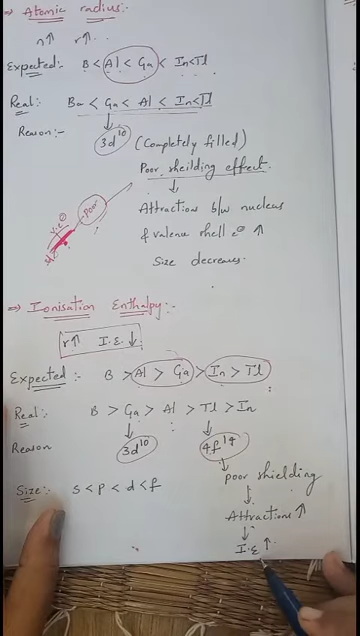 ⇒ Atomic radius:
n↑ r↑..
Expected:- B < Al < Ga < In < Tl
Real:- Ba < Ga < Al < In < Tl
Reason:- 3d¹⁰ (Completely filled)
Poor sheilding effect.
↓
Attraction b/w nucleus
& valence shell e⊖ ↑
Size decreases
poor
⇒ Ionisation Enthalpy:-
r↑ I.E.↓
Expected:- B > Al > Ga > In > Tl
Real:- B > Ga > Al > Tl > In
Reason 3d¹⁰ 4f¹⁴
Poor shielding
↓
Size:- s < p < d < f
Attractions ↑
↓
I.E ↑